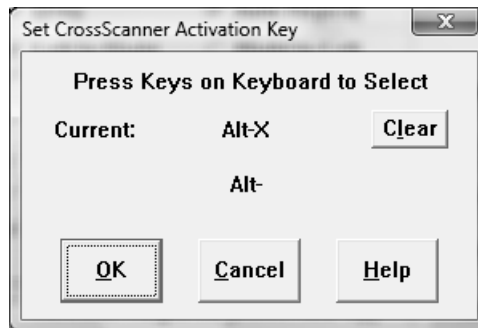 Set CrossScanner Activation Key
X
Press Keys on Keyboard to Select
Current: Alt-X Clear
Alt-
OK Cancel Help